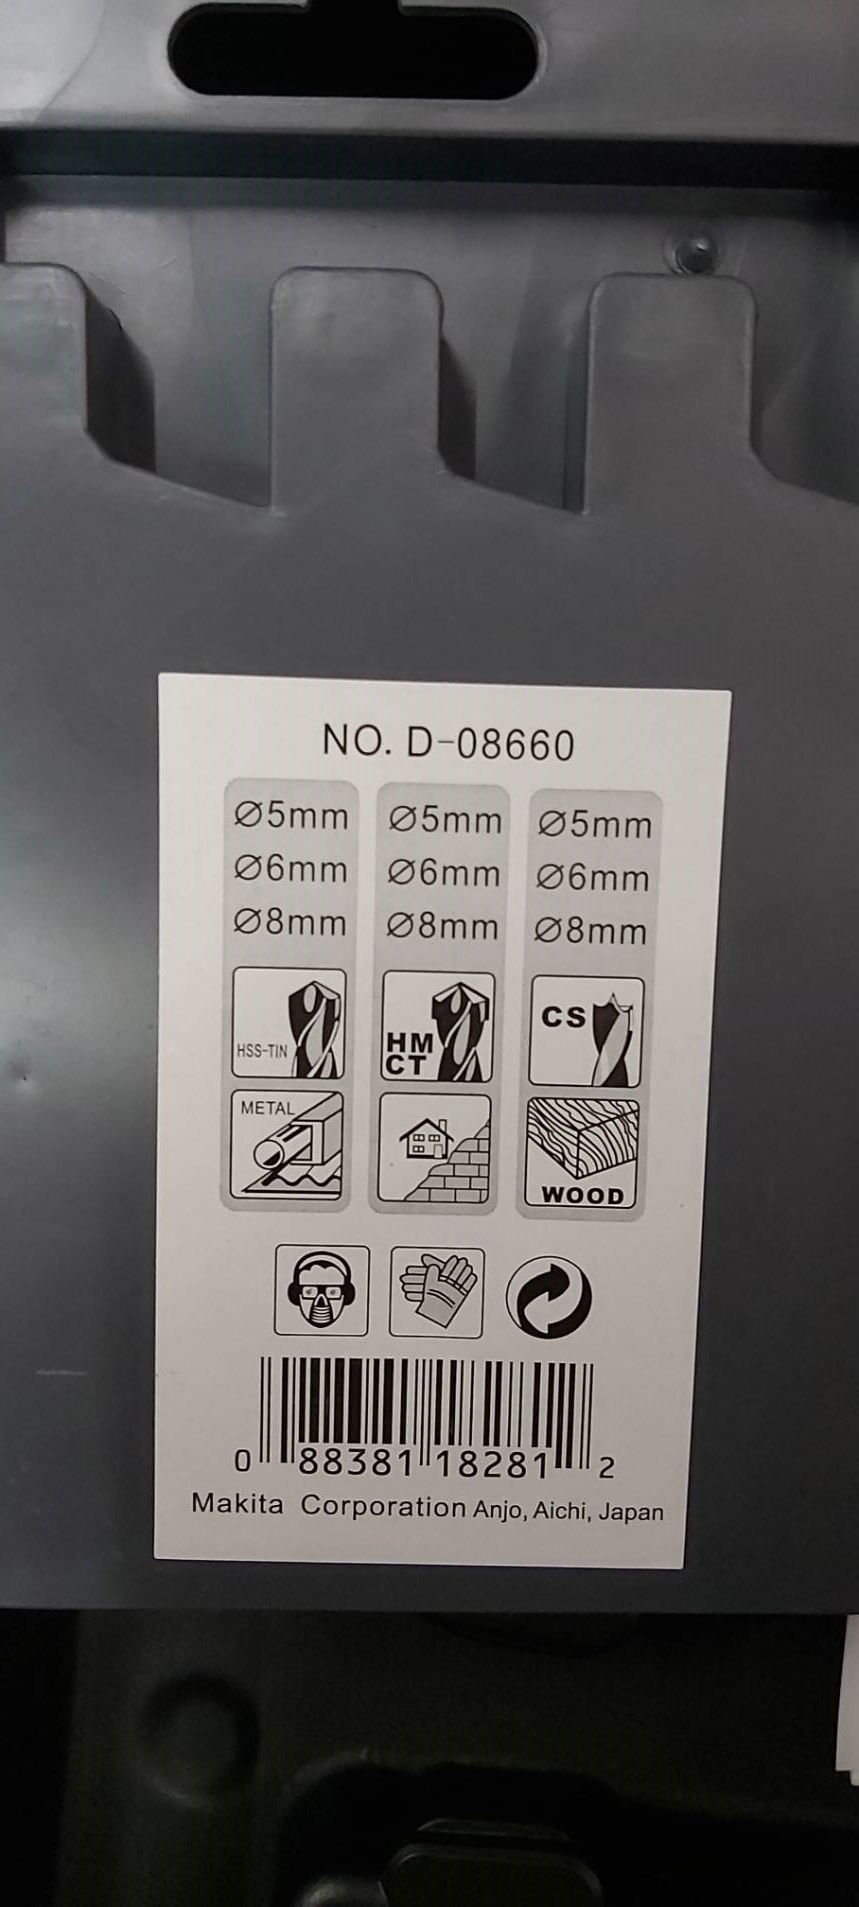 NO. D-08660
Ø5mm Ø5mm Ø5mm
Ø6mm Ø6mm Ø6mm
Ø8mm Ø8mm Ø8mm
HSS-TIN
HM
CT
CS
METAL
WOOD
0 88381 18281 2
Makita Corporation Anjo, Aichi, Japan